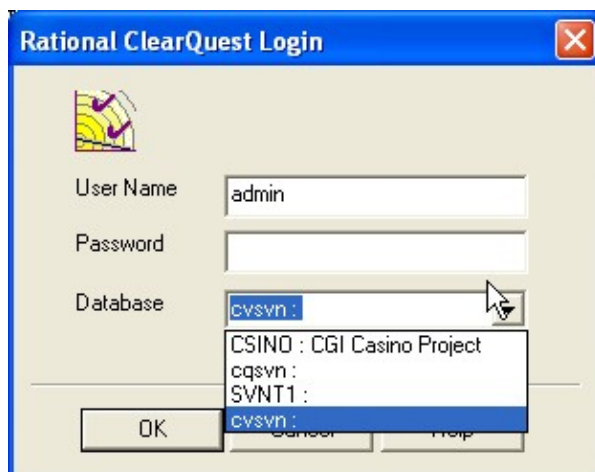 Rational ClearQuest Login
User Name
admin
Password
Database
cvsvn :
CSINO : CGI Casino Project
cqsvn :
SVNT1 :
cvsvn :
OK